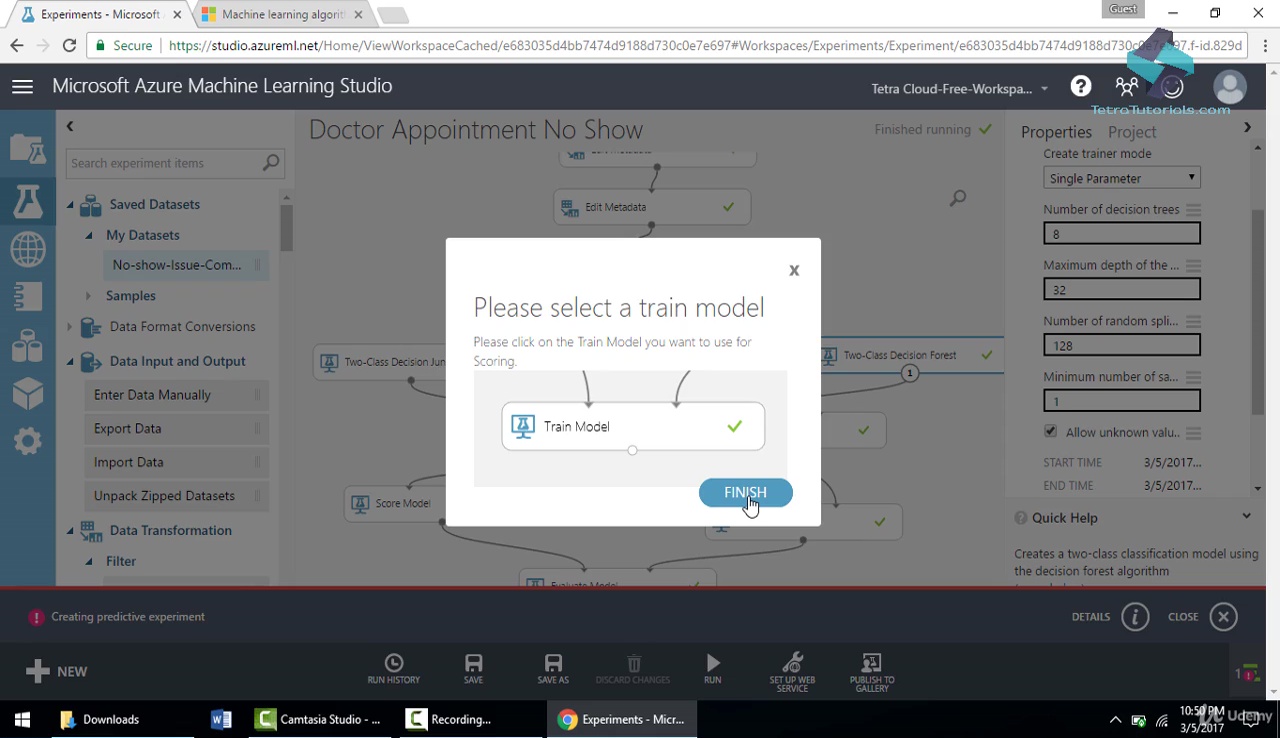 Experiments - Microsoft
Machine learning algorith
Guest
Secure
https://studio.azureml.net/Home/ViewWorkspaceCached/e683035d4bb7474d9188d730c0e7e697#Workspaces/Experiments/Experiment/e683035d4bb7474d9188d730c0e7e697.f-id.829d
Microsoft Azure Machine Learning Studio
Tetra Cloud-Free-Workspa...
TetraTutorials.com
Doctor Appointment No Show
Finished running
Properties
Project
Search experiment items
Saved Datasets
My Datasets
No-show-Issue-Com...
Samples
Data Format Conversions
Data Input and Output
Enter Data Manually
Export Data
Import Data
Unpack Zipped Datasets
Data Transformation
Filter
Edit Metadata
Edit Metadata
Two-Class Decision Jun
Two-Class Decision Forest
1
Score Model
Evaluate Model
x
Please select a train model
Please click on the Train Model you want to use for
Scoring.
Train Model
FINISH
Create trainer mode
Single Parameter
Number of decision trees
8
Maximum depth of the ...
32
Number of random spli...
128
Minimum number of sa...
1
Allow unknown valu...
START TIME
3/5/2017...
END TIME
3/5/2017...
Quick Help
Creates a two-class classification model using
the decision forest algorithm
Creating predictive experiment
DETAILS
CLOSE
NEW
RUN HISTORY
SAVE
SAVE AS
DISCARD CHANGES
RUN
SET UP WEB
SERVICE
PUBLISH TO
GALLERY
1
Downloads
Camtasia Studio - ...
Recording...
Experiments - Micr...
10:50 PM
3/5/2017
Udemy